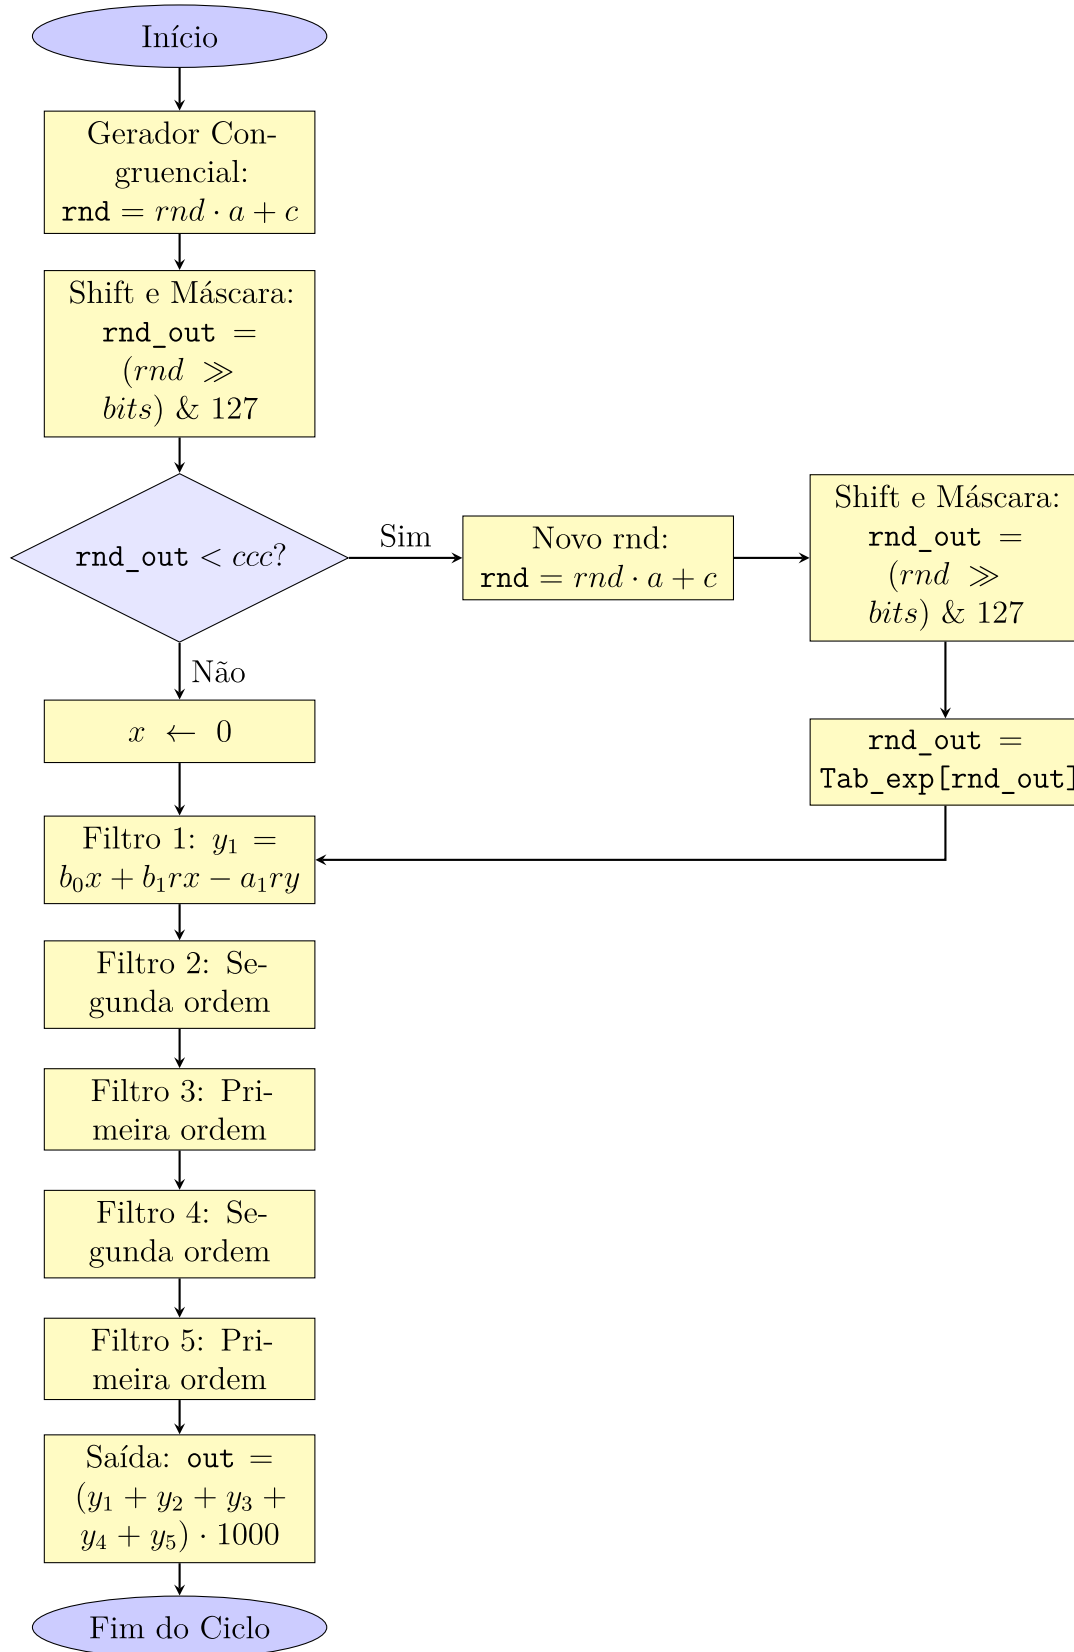 Início
Gerador Con-
gruencial:
rnd = rnd · a + c
Shift e Máscara:
rnd_out =
(rnd ≫
bits) & 127
rnd_out < ccc?
Sim
Novo rnd:
rnd = rnd · a + c
Shift e Máscara:
rnd_out =
(rnd ≫
bits) & 127
rnd_out =
Tab_exp[rnd_out]
Não
x ← 0
Filtro 1: y₁ =
b₀x + b₁rx − a₁ry
Filtro 2: Se-
gunda ordem
Filtro 3: Pri-
meira ordem
Filtro 4: Se-
gunda ordem
Filtro 5: Pri-
meira ordem
Saída: out =
(y₁ + y₂ + y₃ +
y₄ + y₅) · 1000
Fim do Ciclo